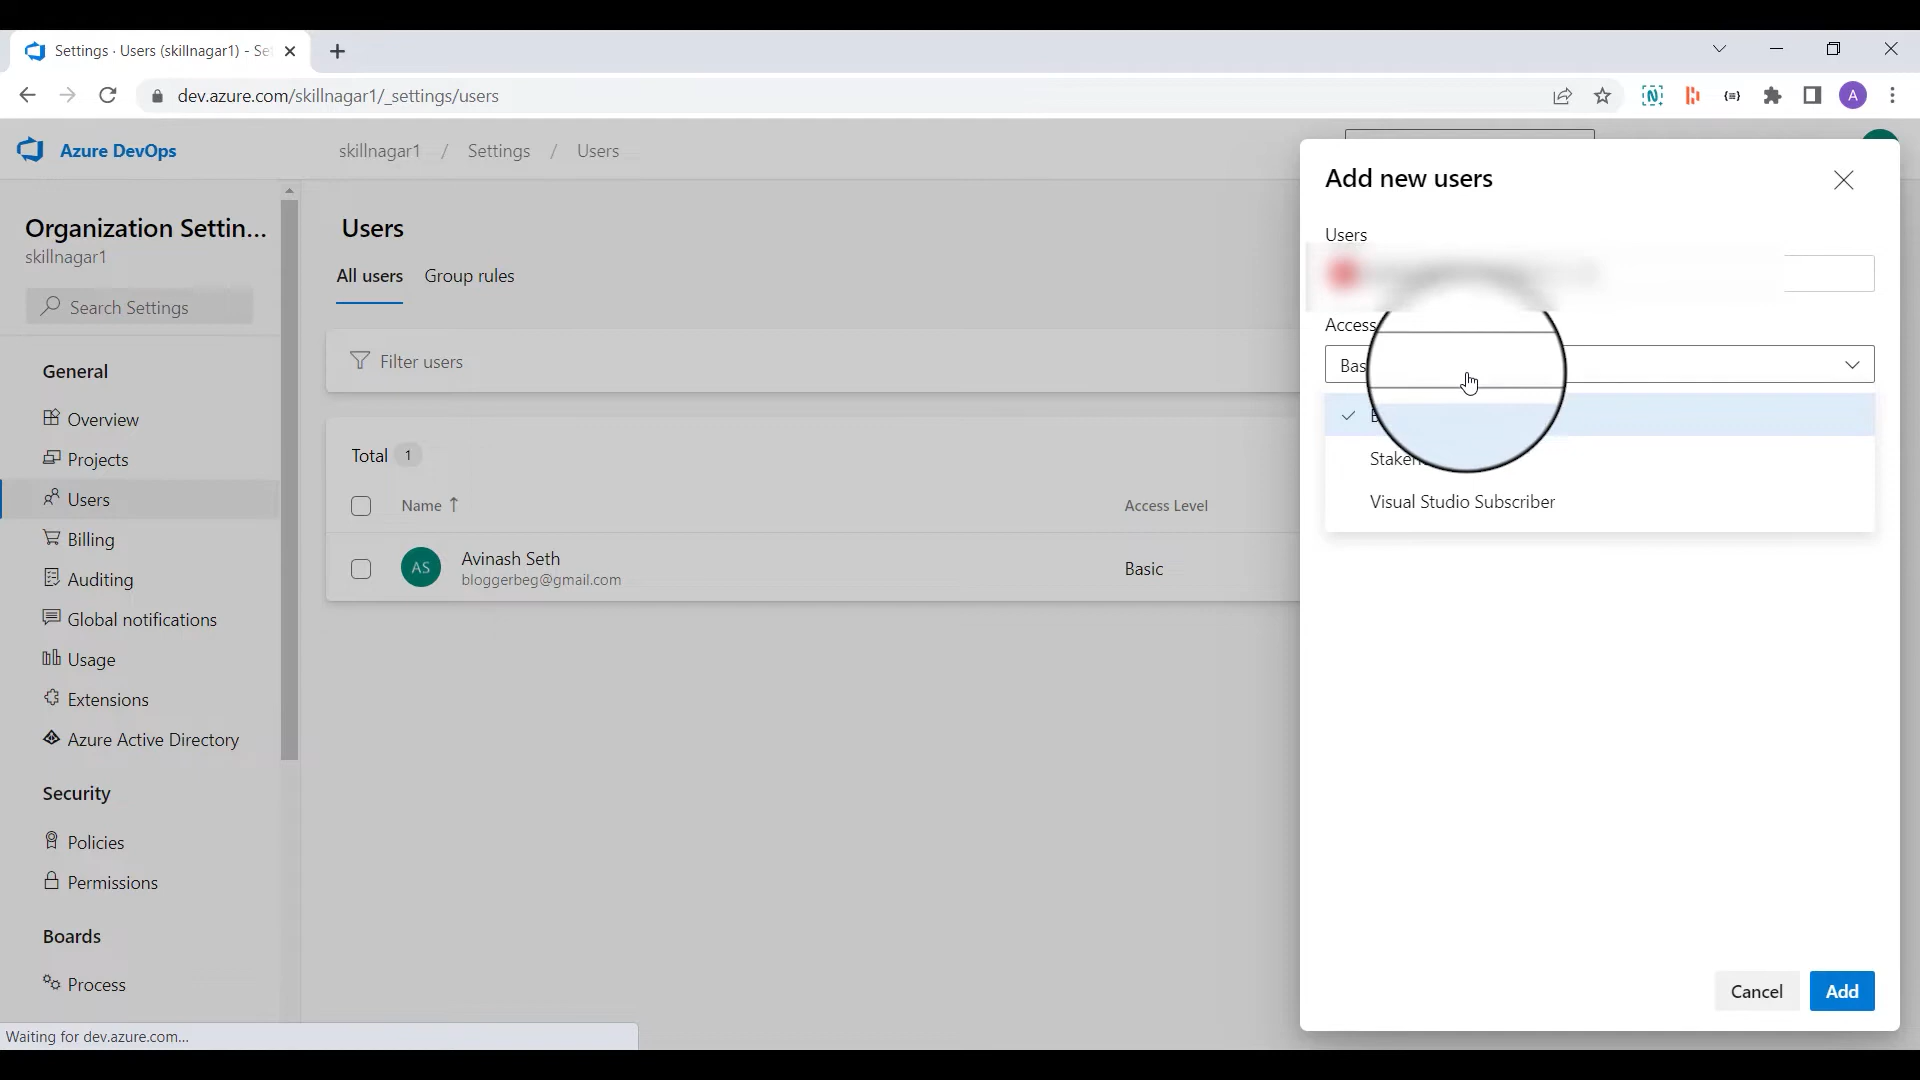 Settings · Users (skillnagar1) - Set
dev.azure.com/skillnagar1/_settings/users
A
Azure DevOps
skillnagar1 / Settings / Users
Organization Settin...
skillnagar1
Search Settings
General
Overview
Projects
Users
Billing
Auditing
Global notifications
Usage
Extensions
Azure Active Directory
Security
Policies
Permissions
Boards
Process
Waiting for dev.azure.com...
Users
All users
Group rules
Filter users
Total 1
Name
Access Level
AS
Avinash Seth
bloggerbeg@gmail.com
Basic
Add new users
Users
Access
Bas
Visual Studio Subscriber
Cancel
Add